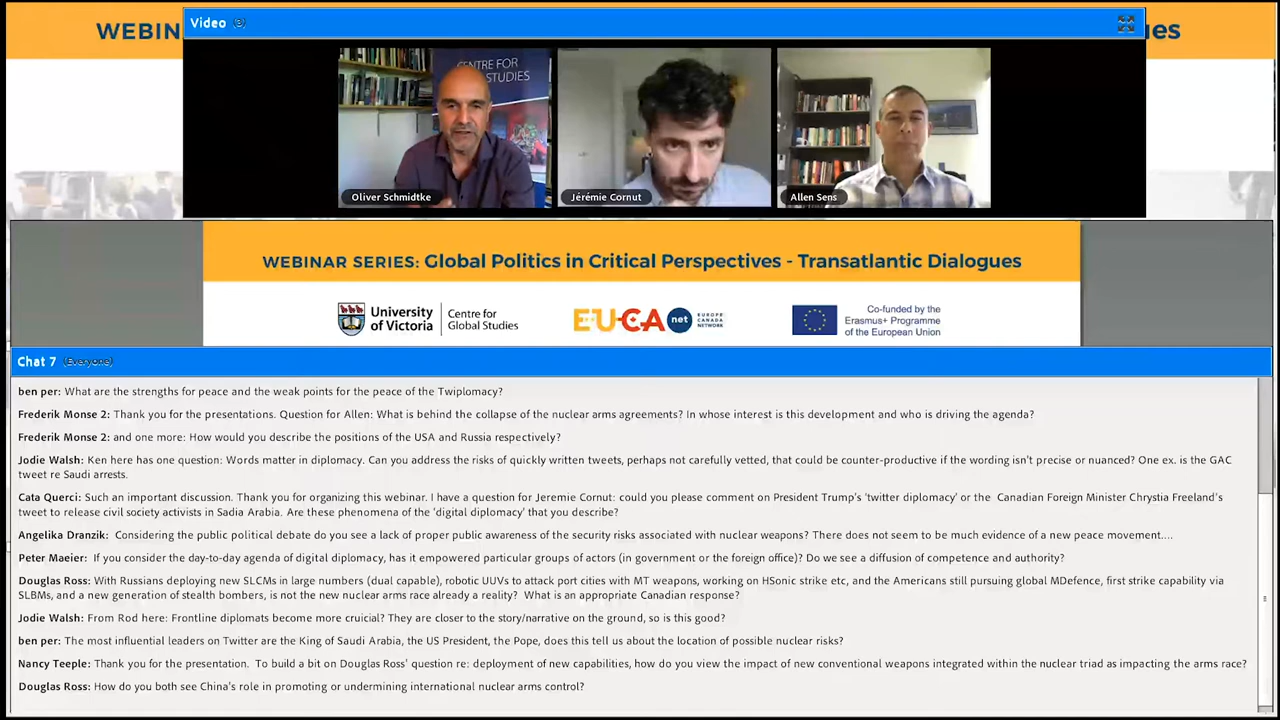 WEBIN
ues
Video (3)
CENTRE FOR
STUDIES
Oliver Schmidtke
Jérémie Cornut
Allen Sens
WEBINAR SERIES: Global Politics in Critical Perspectives - Transatlantic Dialogues
University
of Victoria
Centre for
Global Studies
EU-CA net
EUROPE
CANADA
NETWORK
Co-funded by the
Erasmus+ Programme
of the European Union
Chat 7 (Everyone)
ben per: What are the strengths for peace and the weak points for the peace of the Twiplomacy?
Frederik Monse 2: Thank you for the presentations. Question for Allen: What is behind the collapse of the nuclear arms agreements? In whose interest is this development and who is driving the agenda?
Frederik Monse 2: and one more: How would you describe the positions of the USA and Russia respectively?
Jodie Walsh: Ken here has one question: Words matter in diplomacy. Can you address the risks of quickly written tweets, perhaps not carefully vetted, that could be counter-productive if the wording isn't precise or nuanced? One ex. is the GAC
tweet re Saudi arrests.
Cata Querci: Such an important discussion. Thank you for organizing this webinar. I have a question for Jeremie Cornut: could you please comment on President Trump's 'twitter diplomacy' or the Canadian Foreign Minister Chrystia Freeland's
tweet to release civil society activists in Sadia Arabia. Are these phenomena of the 'digital diplomacy' that you describe?
Angelika Dranzik: Considering the public political debate do you see a lack of proper public awareness of the security risks associated with nuclear weapons? There does not seem to be much evidence of a new peace movement....
Peter Maeier: If you consider the day-to-day agenda of digital diplomacy, has it empowered particular groups of actors (in government or the foreign office)? Do we see a diffusion of competence and authority?
Douglas Ross: With Russians deploying new SLCMs in large numbers (dual capable), robotic UUVs to attack port cities with MT weapons, working on HSonic strike etc, and the Americans still pursuing global MDefence, first strike capability via
SLBMs, and a new generation of stealth bombers, is not the new nuclear arms race already a reality? What is an appropriate Canadian response?
Jodie Walsh: From Rod here: Frontline diplomats become more cruicial? They are closer to the story/narrative on the ground, so is this good?
ben per: The most influential leaders on Twitter are the King of Saudi Arabia, the US President, the Pope, does this tell us about the location of possible nuclear risks?
Nancy Teeple: Thank you for the presentation. To build a bit on Douglas Ross' question re: deployment of new capabilities, how do you view the impact of new conventional weapons integrated within the nuclear triad as impacting the arms race?
Douglas Ross: How do you both see China's role in promoting or undermining international nuclear arms control?